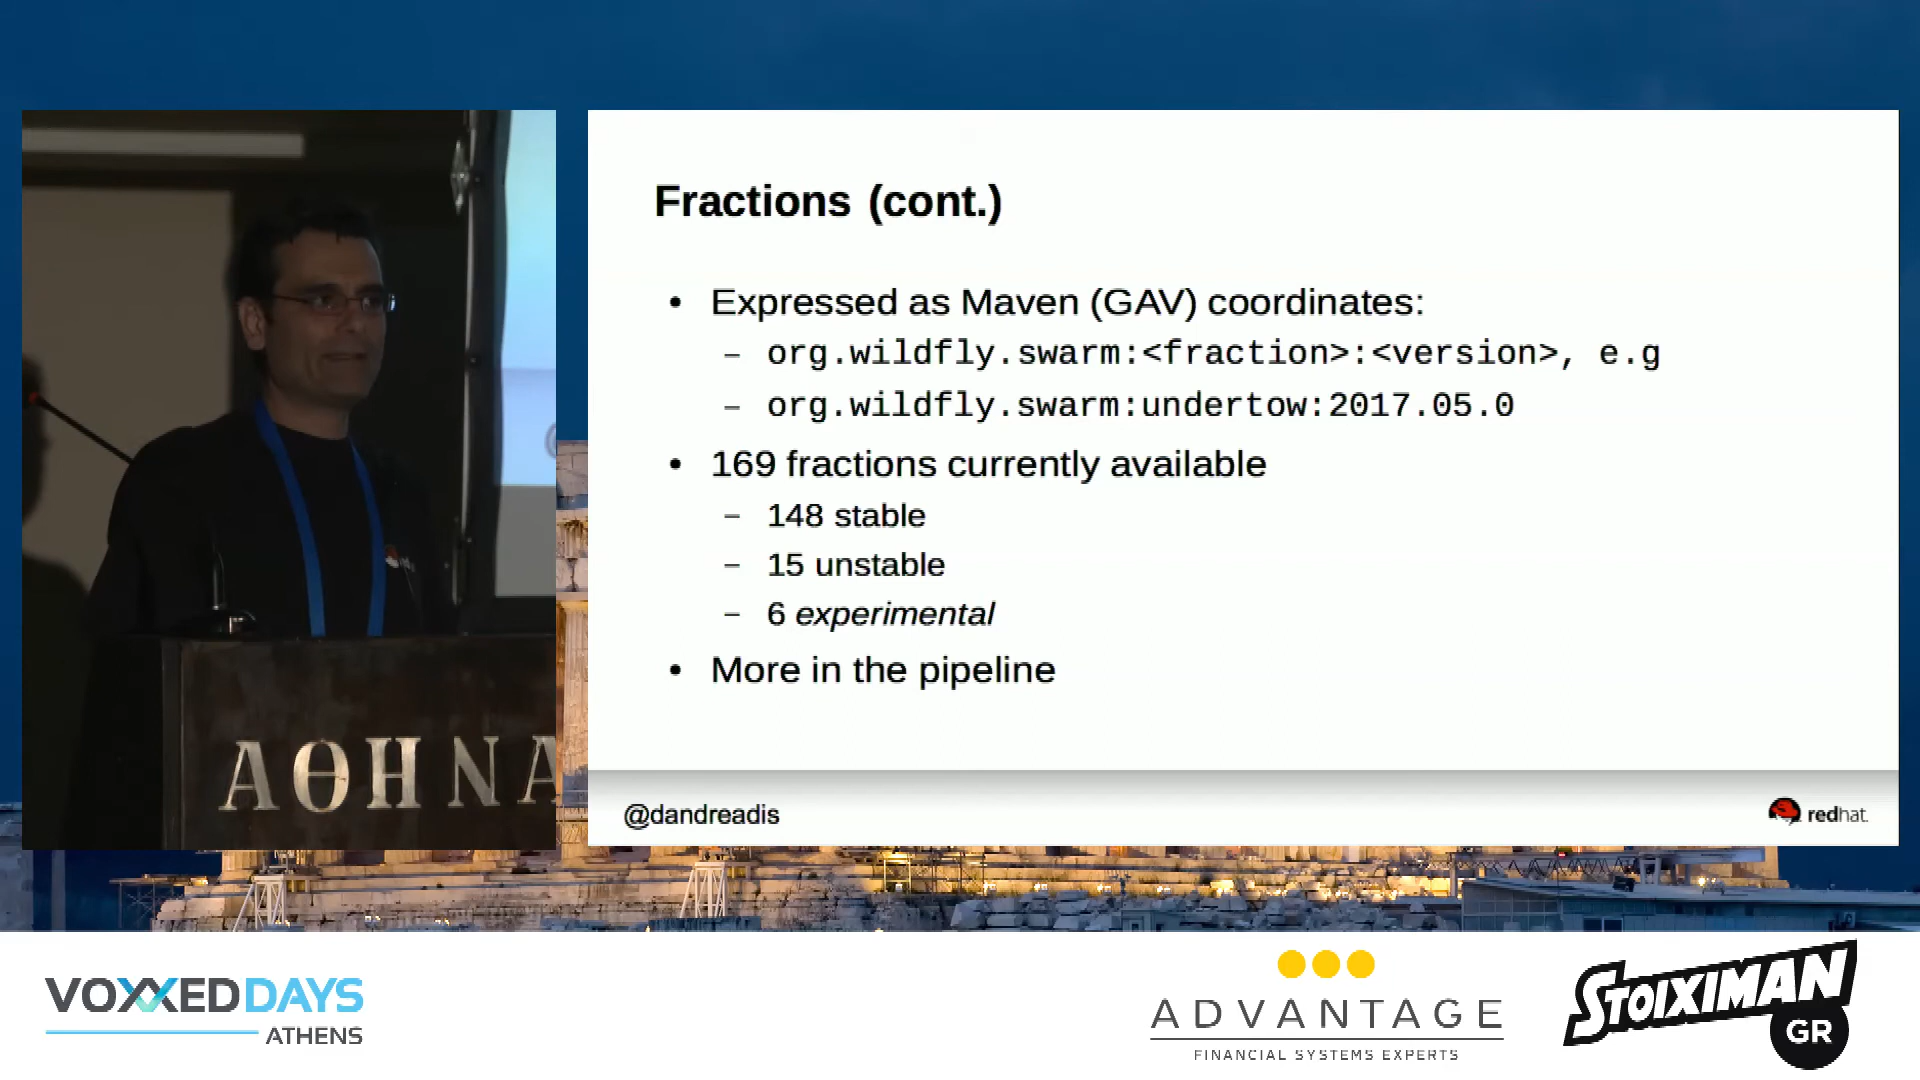 Fractions (cont.)
• Expressed as Maven (GAV) coordinates:
– org.wildfly.swarm:<fraction>:<version>, e.g
– org.wildfly.swarm:undertow:2017.05.0
• 169 fractions currently available
– 148 stable
– 15 unstable
– 6 experimental
• More in the pipeline
@dandreadis
redhat.
ΑΘΗΝΑ
VOXXEDDAYS
ATHENS
ADVANTAGE
FINANCIAL SYSTEMS EXPERTS
STOIXIMAN
GR